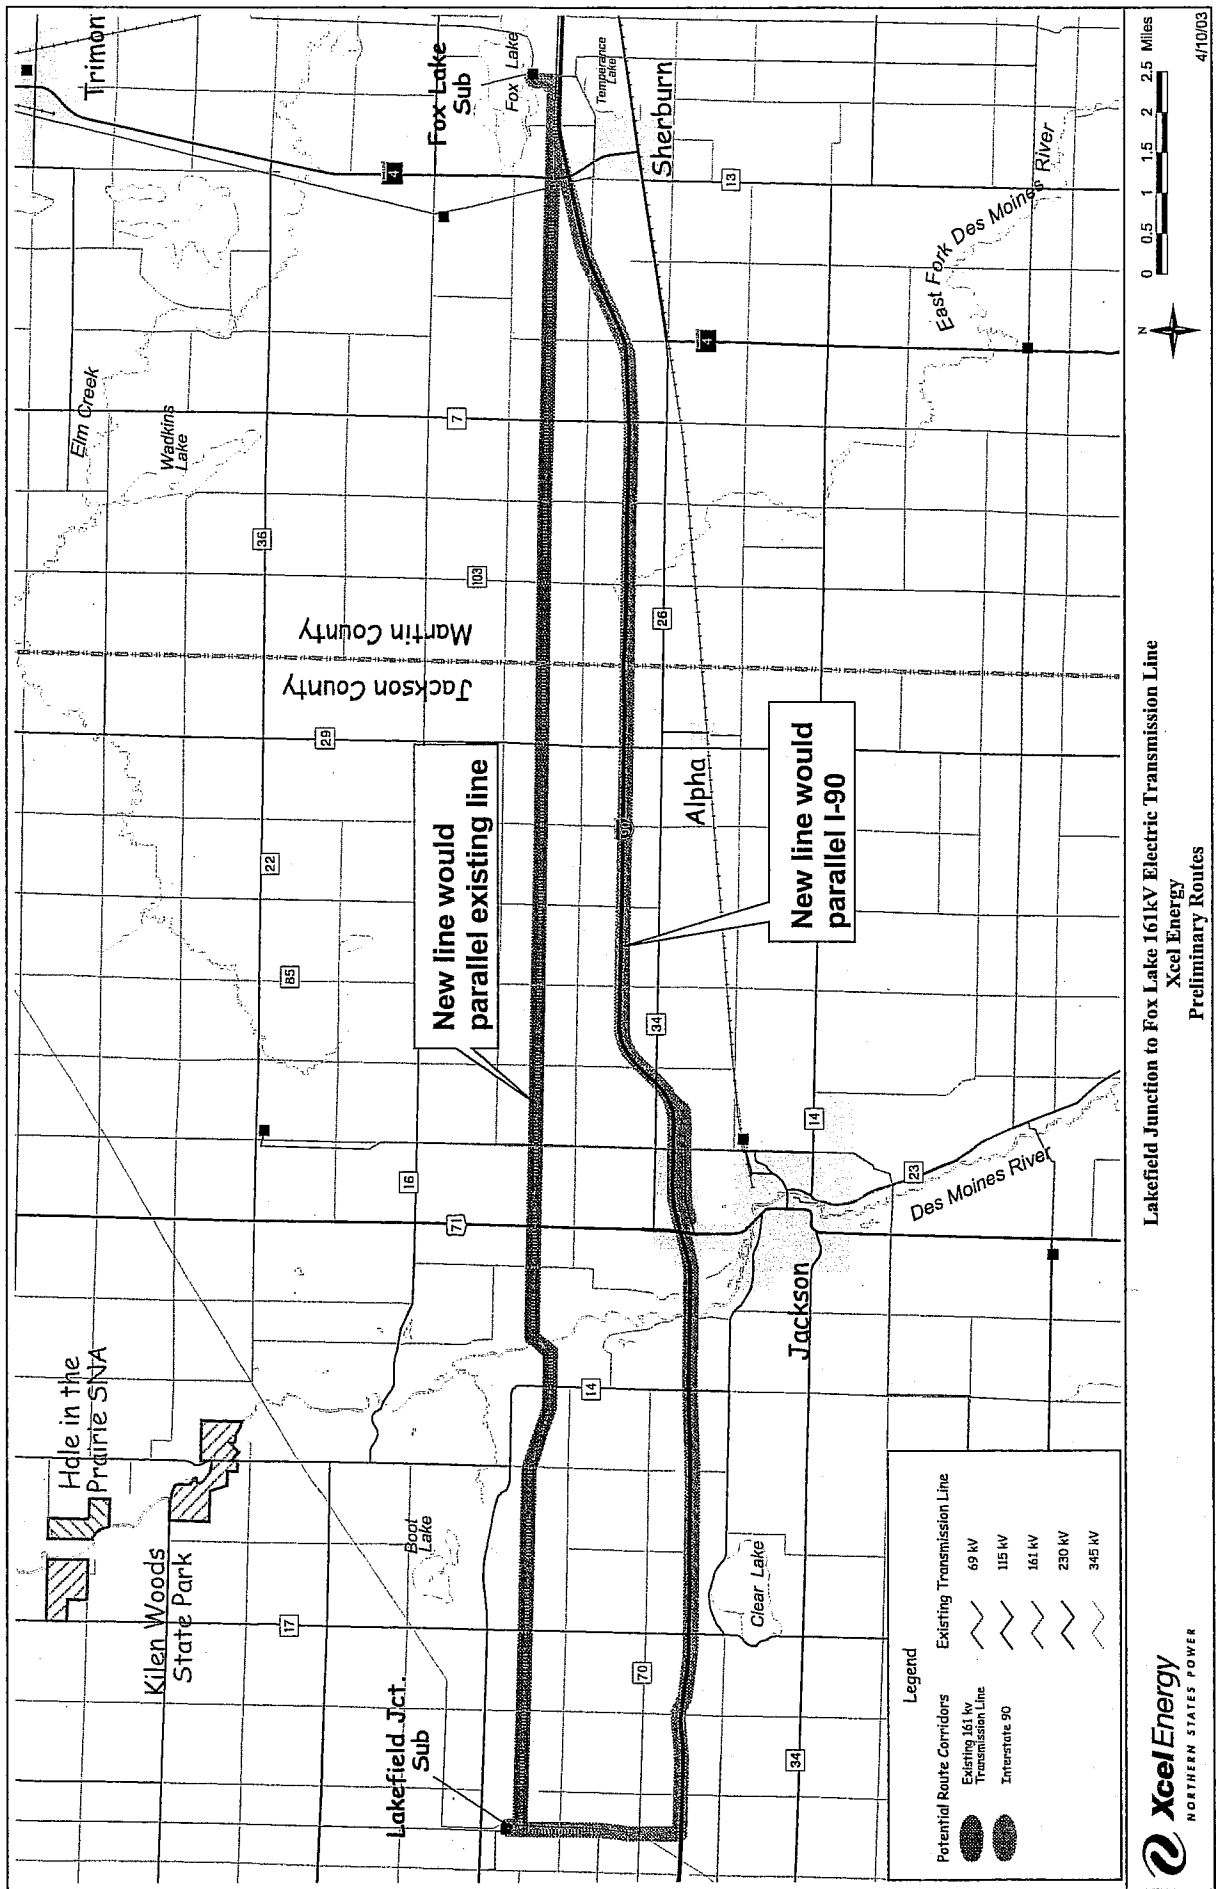 Trimon
Fox Lake
Sub
Fox Lake
Temperance
Lake
Sherburn
4
13
East Fork Des Moines River
4
Elm Creek
Wadkins
Lake
7
36
103
26
Martin County
Jackson County
29
New line would
parallel existing line
22
85
90
Alpha
New line would
parallel I-90
34
14
16
71
23
Des Moines River
Jackson
Hole in the
Prairie SNA
14
Kilen Woods
State Park
Boot
Lake
17
Clear Lake
70
Lakefield Jct.
Sub
34
Legend
Potential Route Corridors
Existing 161 kv
Transmission Line
Interstate 90
Existing Transmission Line
69 kV
115 kV
161 kV
230 kV
345 kV
Xcel Energy
NORTHERN STATES POWER
Lakefield Junction to Fox Lake 161kV Electric Transmission Line
Xcel Energy
Preliminary Routes
N
0 0.5 1 1.5 2 2.5 Miles
4/10/03